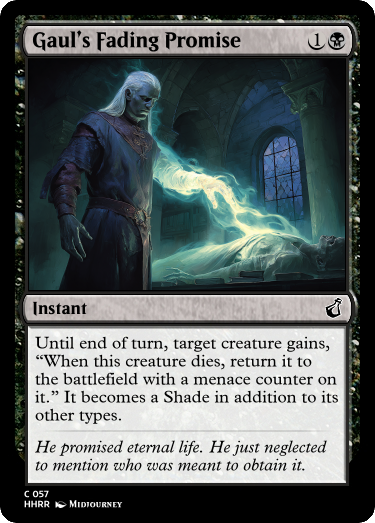 Gaul's Fading Promise 1
Instant
Until end of turn, target creature gains,
“When this creature dies, return it to
the battlefield with a menace counter on
it.” It becomes a Shade in addition to its
other types.
He promised eternal life. He just neglected
to mention who was meant to obtain it.
C 057
HHRR MIDJOURNEY